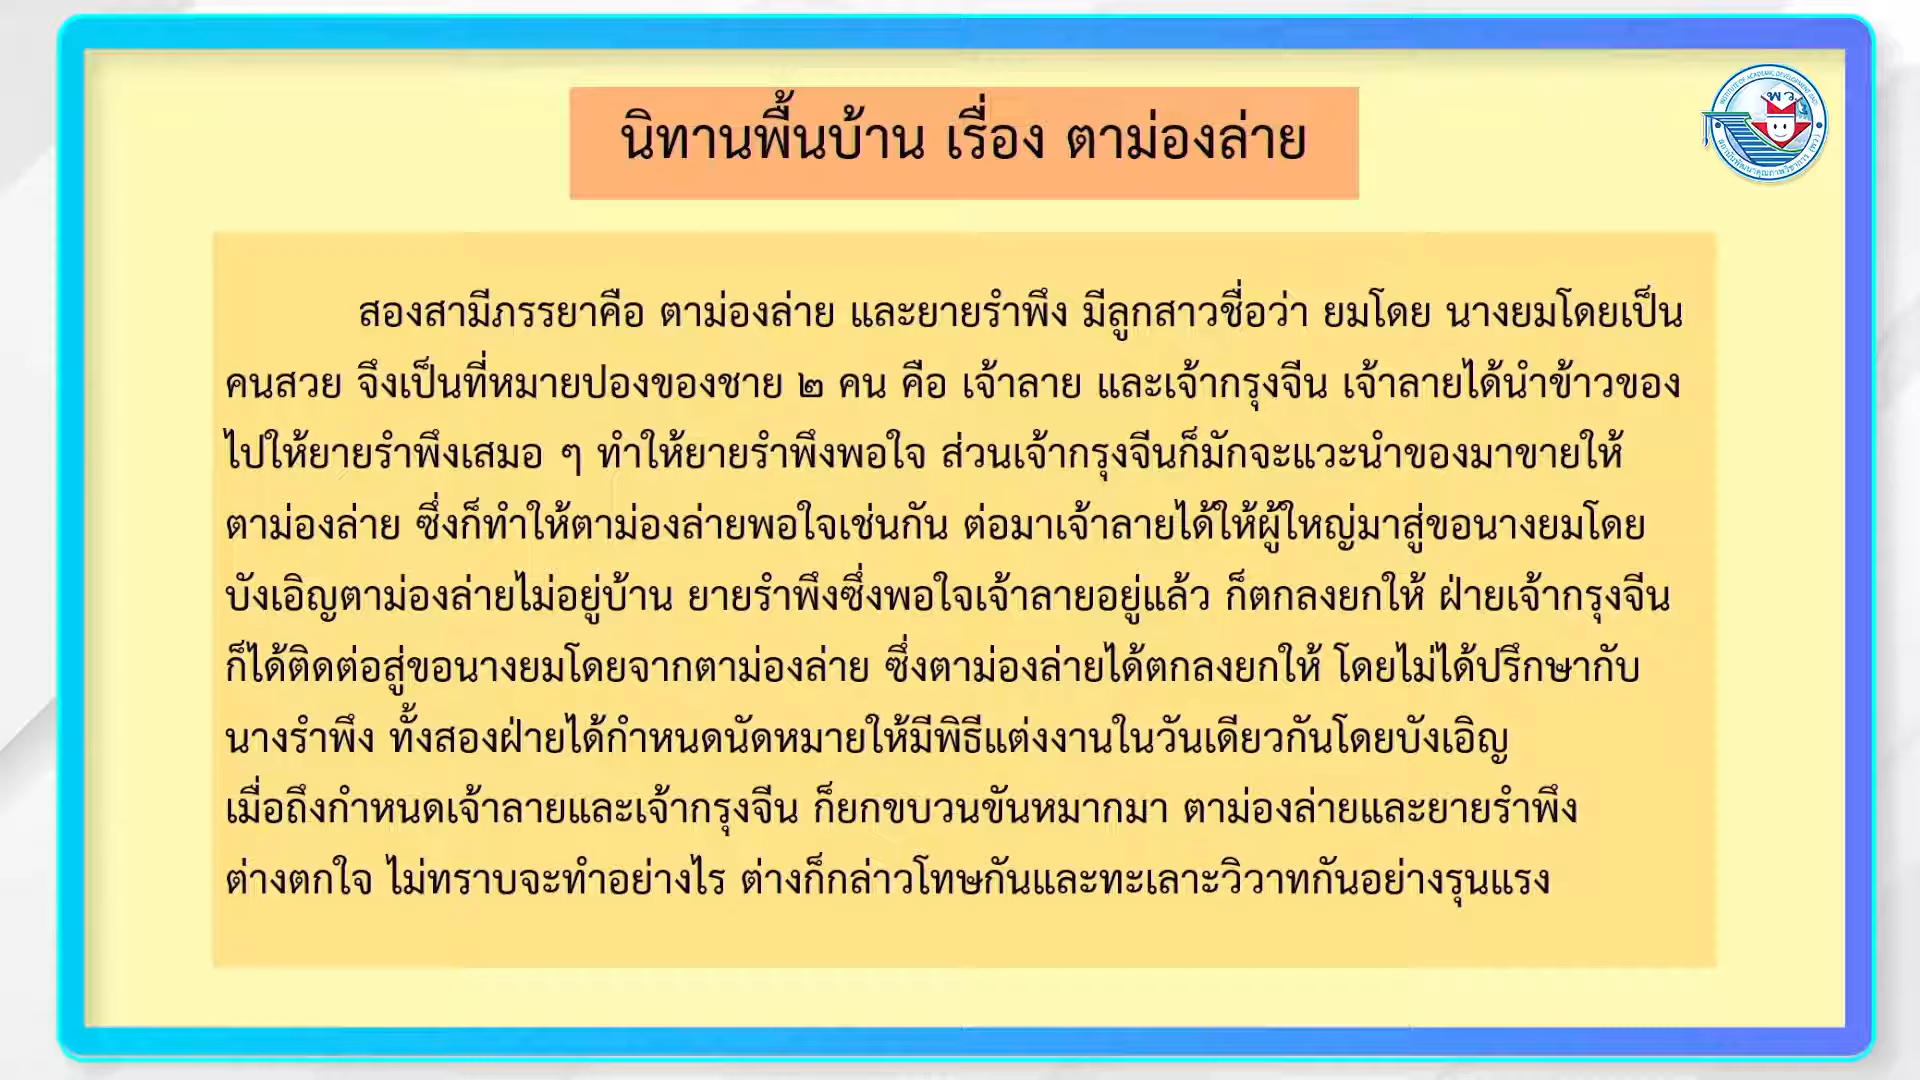 นิทานพื้นบ้าน เรื่อง ตาม่องล่าย
INSTITUTE OF ACADEMIC DEVELOPMENT (IAD)
พว
สถาบันพัฒนาคุณภาพวิชาการ (พว.)
สองสามีภรรยาคือ ตาม่องล่าย และยายรำพึง มีลูกสาวชื่อว่า ยมโดย นางยมโดยเป็น
คนสวย จึงเป็นที่หมายปองของชาย ๒ คน คือ เจ้าลาย และเจ้ากรุงจีน เจ้าลายได้นำข้าวของ
ไปให้ยายรำพึงเสมอ ๆ ทำให้ยายรำพึงพอใจ ส่วนเจ้ากรุงจีนก็มักจะแวะนำของมาขายให้
ตาม่องล่าย ซึ่งก็ทำให้ตาม่องล่ายพอใจเช่นกัน ต่อมาเจ้าลายได้ให้ผู้ใหญ่มาสู่ขอนางยมโดย
บังเอิญตาม่องล่ายไม่อยู่บ้าน ยายรำพึงซึ่งพอใจเจ้าลายอยู่แล้ว ก็ตกลงยกให้ ฝ่ายเจ้ากรุงจีน
ก็ได้ติดต่อสู่ขอนางยมโดยจากตาม่องล่าย ซึ่งตาม่องล่ายได้ตกลงยกให้ โดยไม่ได้ปรึกษากับ
นางรำพึง ทั้งสองฝ่ายได้กำหนดนัดหมายให้มีพิธีแต่งงานในวันเดียวกันโดยบังเอิญ
เมื่อถึงกำหนดเจ้าลายและเจ้ากรุงจีน ก็ยกขบวนขันหมากมา ตาม่องล่ายและยายรำพึง
ต่างตกใจ ไม่ทราบจะทำอย่างไร ต่างก็กล่าวโทษกันและทะเลาะวิวาทกันอย่างรุนแรง